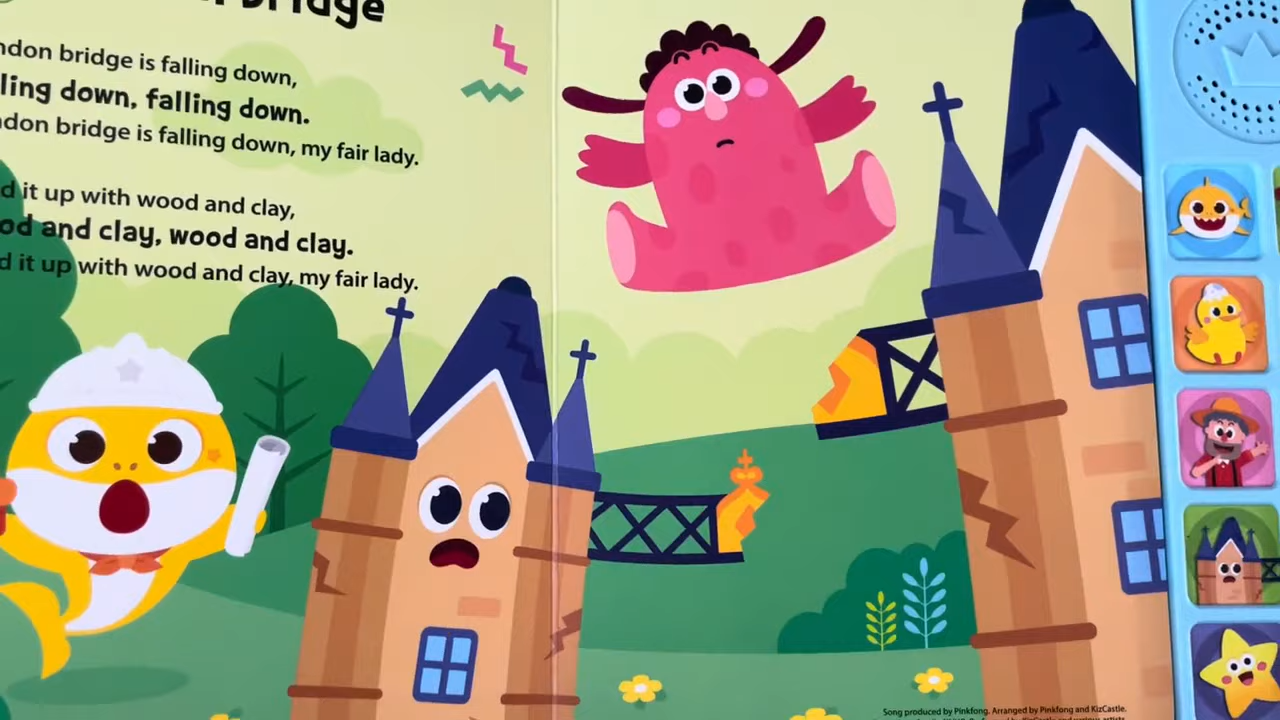 Bridge
ndon bridge is falling down,
lling down, falling down.
ndon bridge is falling down, my fair lady.
d it up with wood and clay,
od and clay, wood and clay.
d it up with wood and clay, my fair lady.
Song produced by Pinkfong. Arranged by Pinkfong and KizCastle.